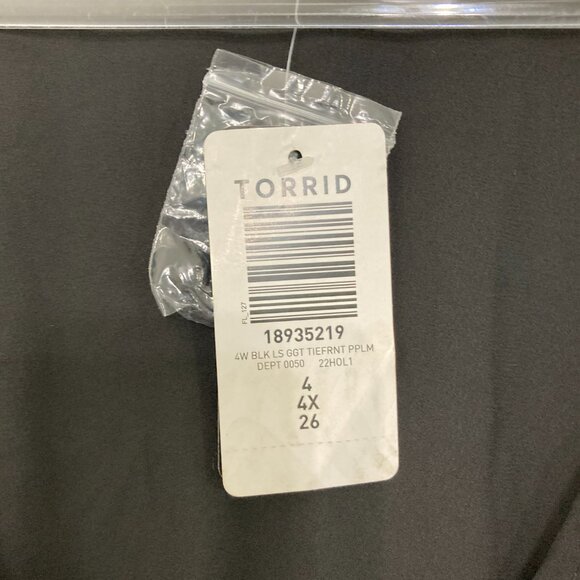 TORRID
FL_127
18935219
4W BLK LS GGT TIEFRNT PPLM
DEPT 0050 22HOL1
4
4X
26